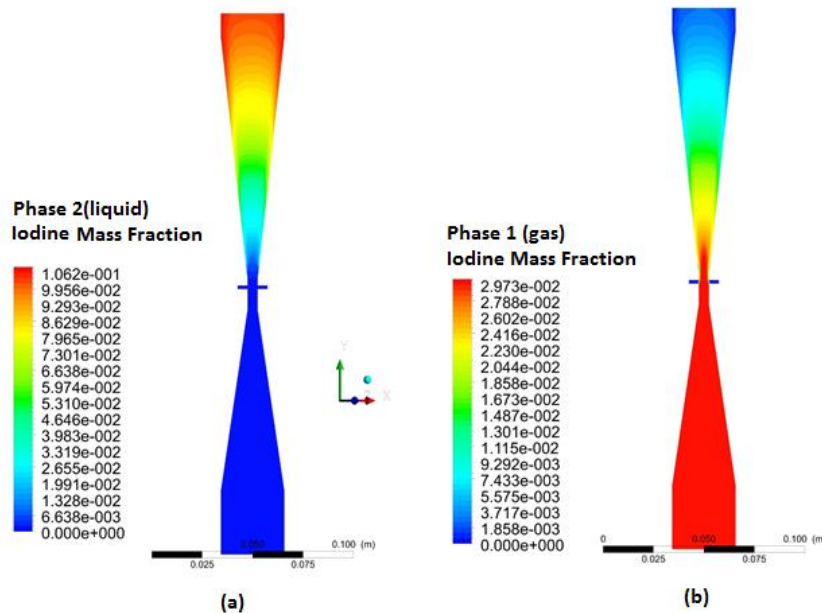 Phase 2(liquid)
Iodine Mass Fraction
1.062e-001
9.956e-002
9.293e-002
8.629e-002
7.965e-002
7.301e-002
6.638e-002
5.974e-002
5.310e-002
4.646e-002
3.983e-002
3.319e-002
2.655e-002
1.991e-002
1.328e-002
6.638e-003
0.000e+000
Y
Z
X
0.050
0.100 (m)
0.025
0.075
(a)
Phase 1 (gas)
Iodine Mass Fraction
2.973e-002
2.788e-002
2.602e-002
2.416e-002
2.230e-002
2.044e-002
1.858e-002
1.673e-002
1.487e-002
1.301e-002
1.115e-002
9.292e-003
7.433e-003
5.575e-003
3.717e-003
1.858e-003
0.000e+000
0
0.050
0.100 (m)
0.025
0.075
(b)